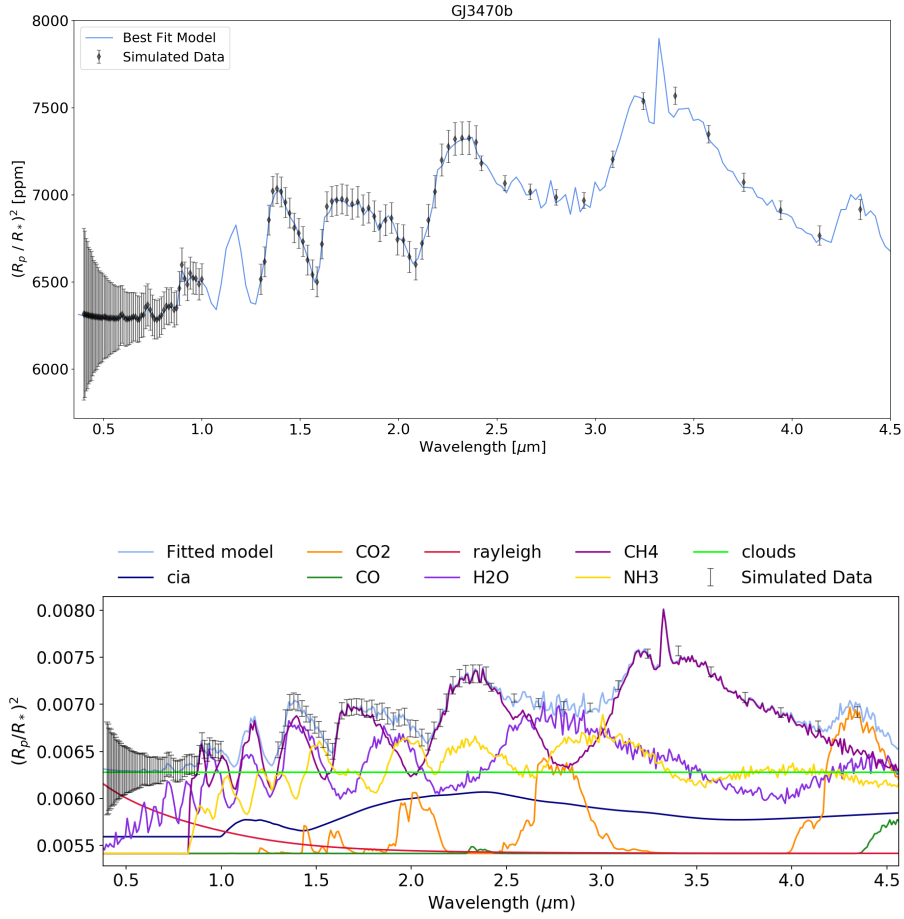 GJ3470b
8000
7500
7000
6500
6000
(R_p / R_*)^2 [ppm]
Best Fit Model
Simulated Data
0.5 1.0 1.5 2.0 2.5 3.0 3.5 4.0 4.5
Wavelength [μm]
Fitted model CO2 rayleigh CH4 clouds
cia CO H2O NH3 Simulated Data
0.0080
0.0075
0.0070
0.0065
0.0060
0.0055
(R_p/R_*)^2
0.5 1.0 1.5 2.0 2.5 3.0 3.5 4.0 4.5
Wavelength (μm)